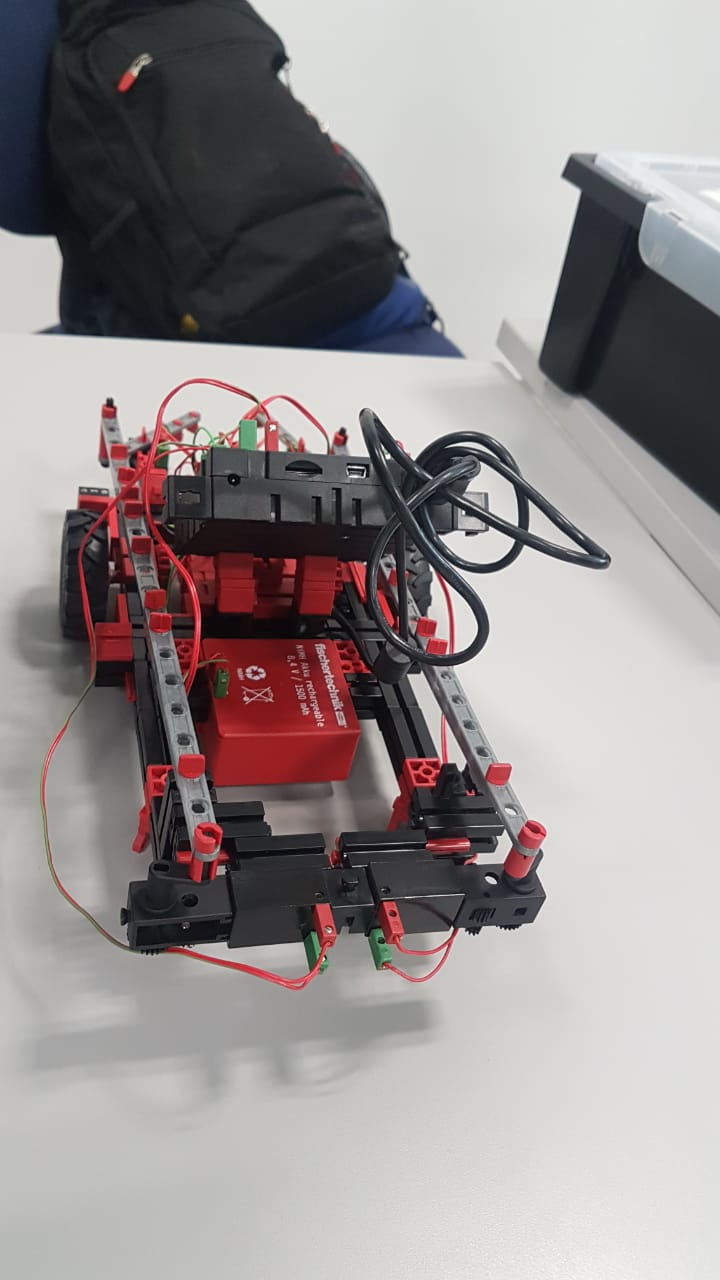 fischertechnik
NiMH Akku rechargeable
8,4 V / 1500 mAh